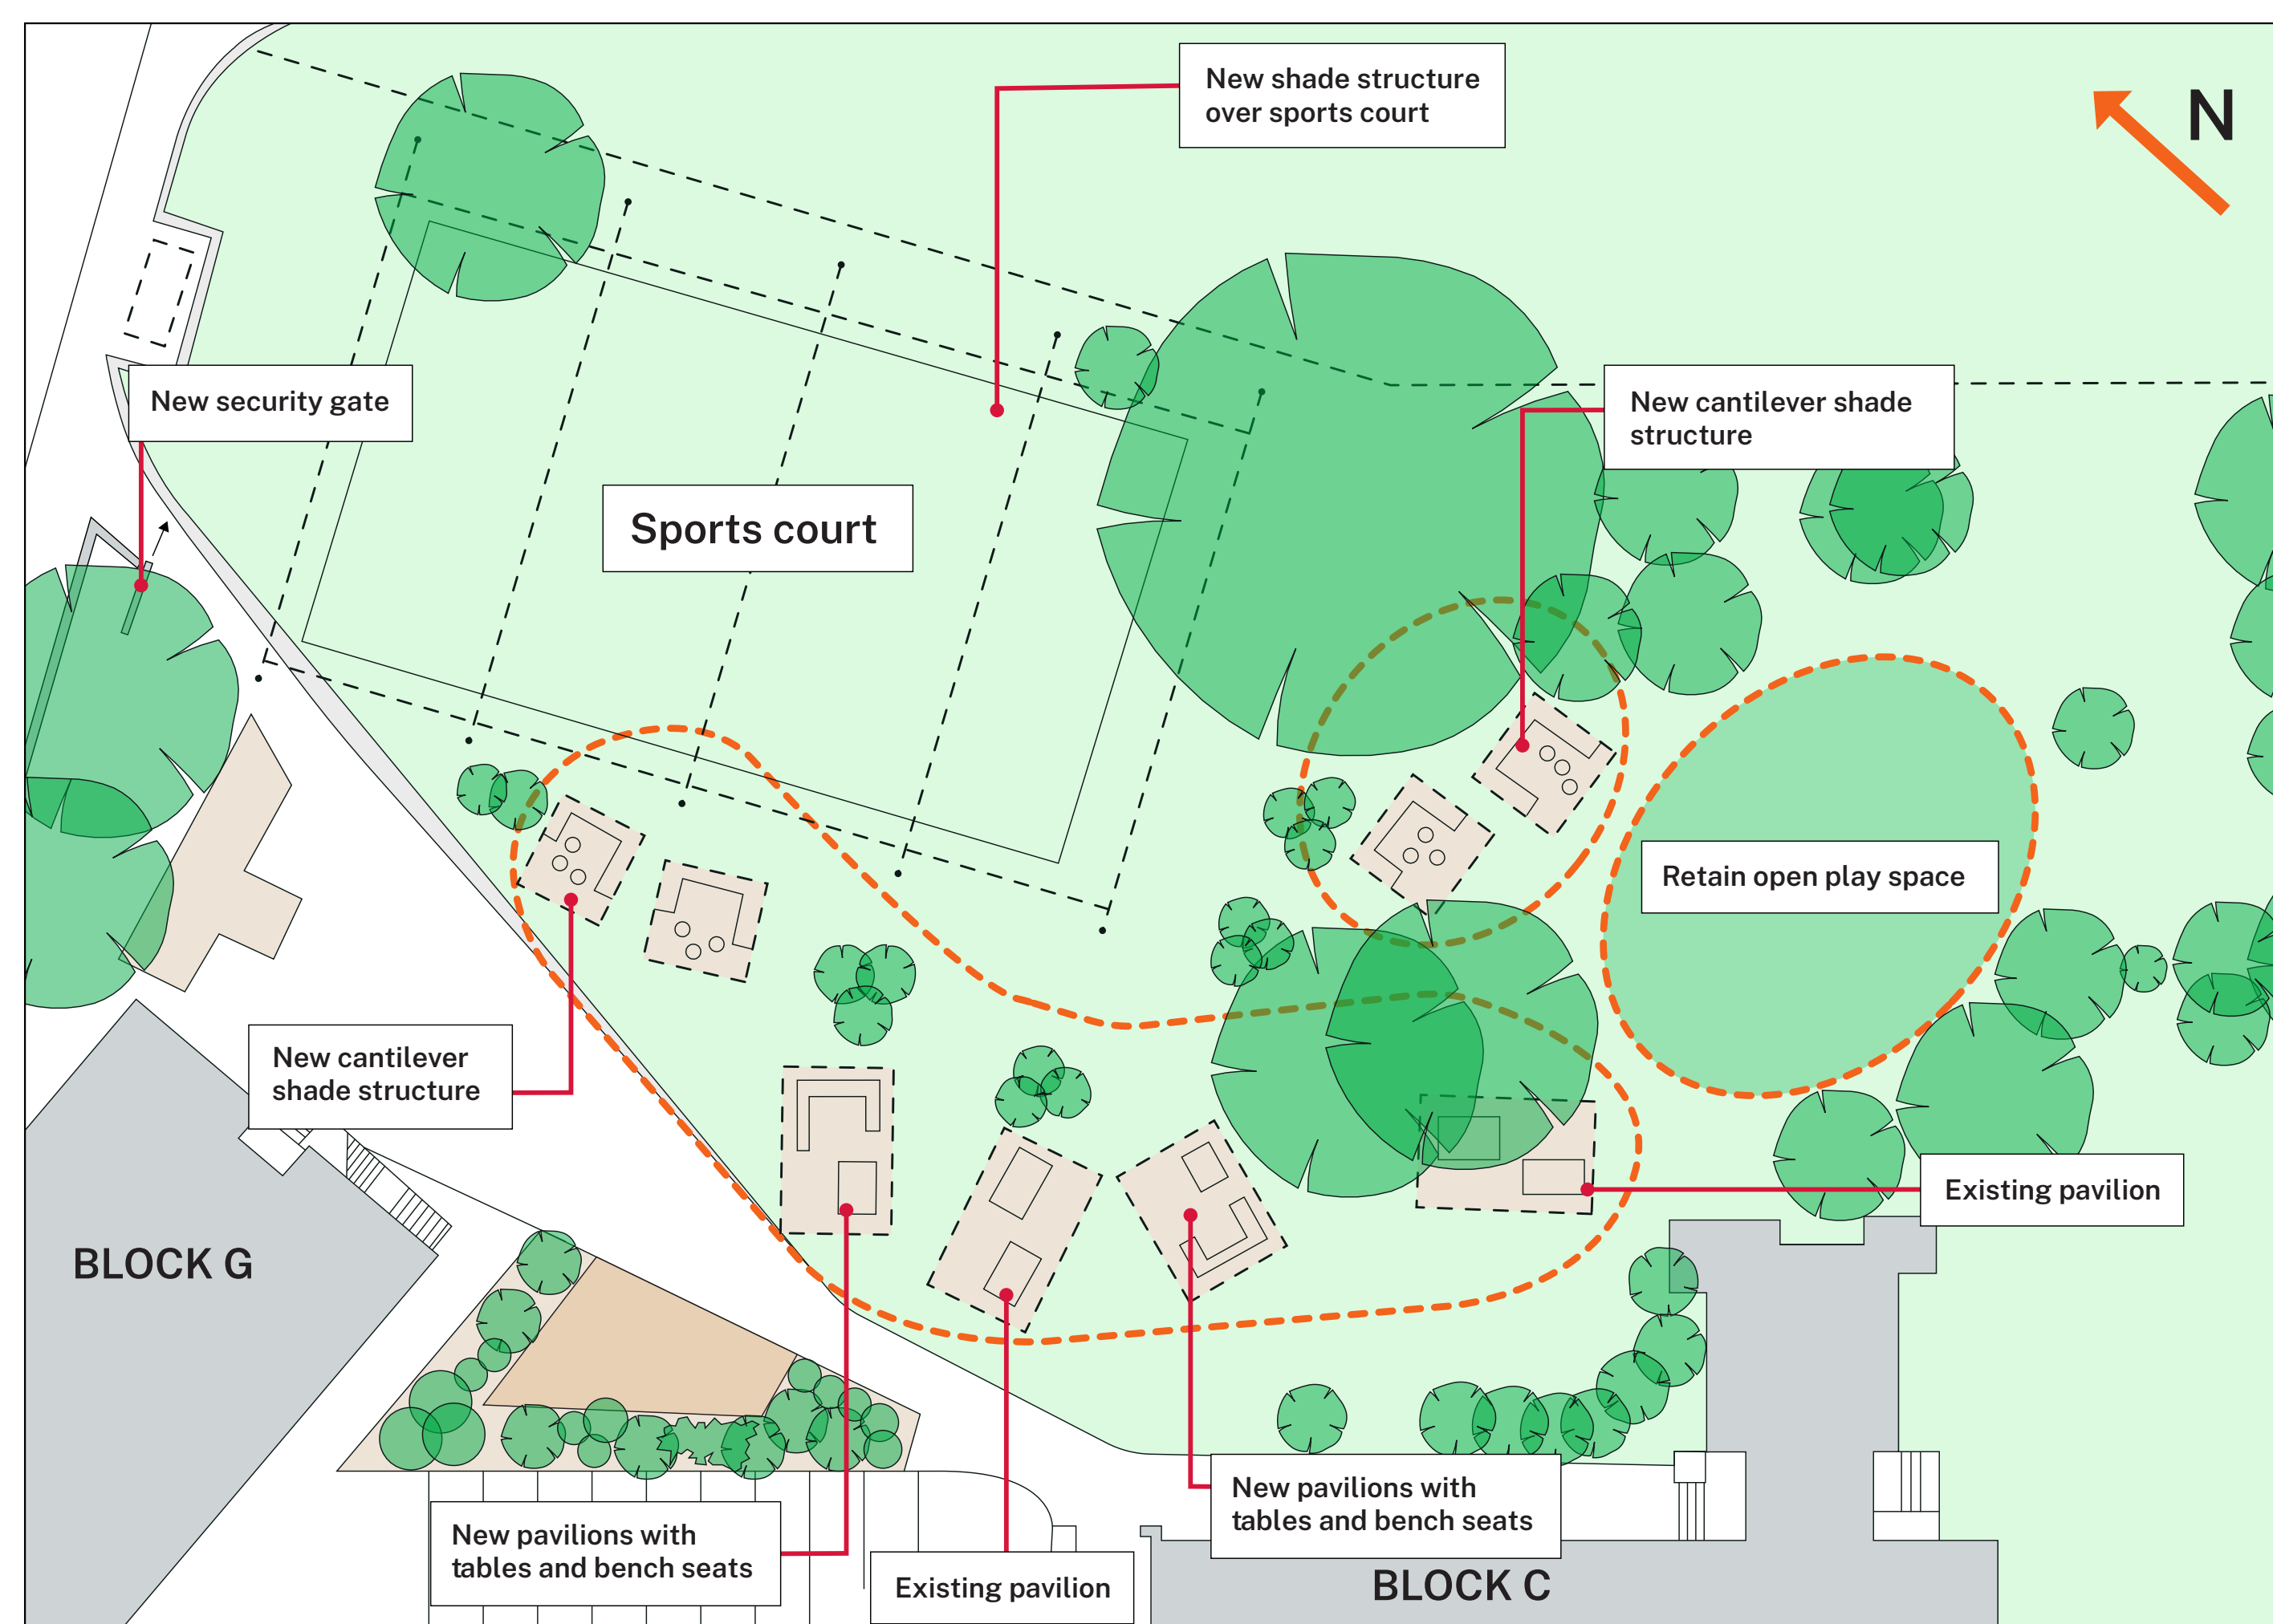 New shade structure
over sports court
N
New security gate
New cantilever shade
structure
Sports court
Retain open play space
New cantilever
shade structure
Existing pavilion
BLOCK G
New pavilions with
tables and bench seats
New pavilions with
tables and bench seats
Existing pavilion
BLOCK C